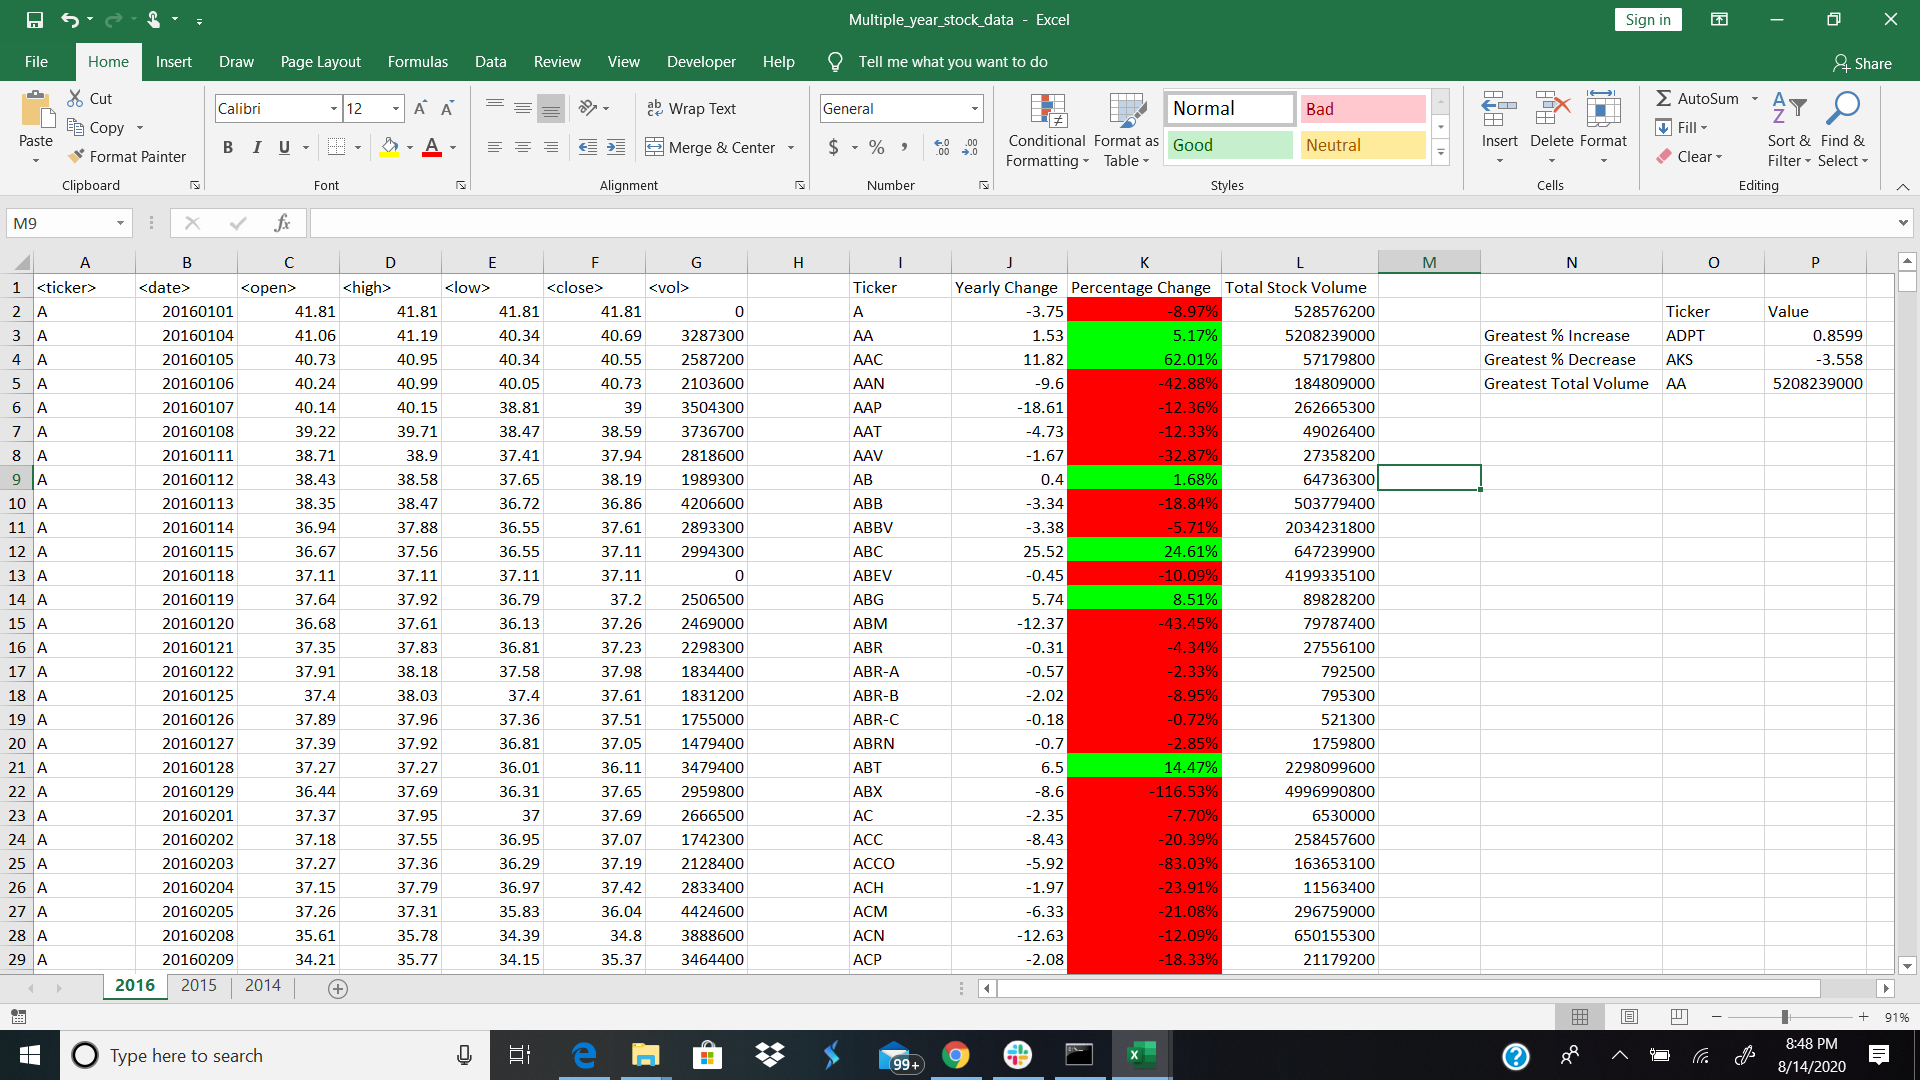 Multiple_year_stock_data - Excel
Sign in
File Home Insert Draw Page Layout Formulas Data Review View Developer Help Tell me what you want to do Share
Paste Cut Copy Format Painter Clipboard
Calibri 12 A A B I U A Font
ab Wrap Text Merge & Center Alignment
General $ % , Number
Conditional Formatting Format as Table Normal Bad Good Neutral Styles
Insert Delete Format Cells
AutoSum Fill Clear Sort & Filter Find & Select Editing
M9 fx
A B C D E F G H I J K L M N O P
1 <ticker> <date> <open> <high> <low> <close> <vol> Ticker Yearly Change Percentage Change Total Stock Volume
2 A 20160101 41.81 41.81 41.81 41.81 0 A -3.75 -8.97% 528576200 Ticker Value
3 A 20160104 41.06 41.19 40.34 40.69 3287300 AA 1.53 5.17% 5208239000 Greatest % Increase ADPT 0.8599
4 A 20160105 40.73 40.95 40.34 40.55 2587200 AAC 11.82 62.01% 57179800 Greatest % Decrease AKS -3.558
5 A 20160106 40.24 40.99 40.05 40.73 2103600 AAN -9.6 -42.88% 184809000 Greatest Total Volume AA 5208239000
6 A 20160107 40.14 40.15 38.81 39 3504300 AAP -18.61 -12.36% 262665300
7 A 20160108 39.22 39.71 38.47 38.59 3736700 AAT -4.73 -12.33% 49026400
8 A 20160111 38.71 38.9 37.41 37.94 2818600 AAV -1.67 -32.87% 27358200
9 A 20160112 38.43 38.58 37.65 38.19 1989300 AB 0.4 1.68% 64736300
10 A 20160113 38.35 38.47 36.72 36.86 4206600 ABB -3.34 -18.84% 503779400
11 A 20160114 36.94 37.88 36.55 37.61 2893300 ABBV -3.38 -5.71% 2034231800
12 A 20160115 36.67 37.56 36.55 37.11 2994300 ABC 25.52 24.61% 647239900
13 A 20160118 37.11 37.11 37.11 37.11 0 ABEV -0.45 -10.09% 4199335100
14 A 20160119 37.64 37.92 36.79 37.2 2506500 ABG 5.74 8.51% 89828200
15 A 20160120 36.68 37.61 36.13 37.26 2469000 ABM -12.37 -43.45% 79787400
16 A 20160121 37.35 37.83 36.81 37.23 2298300 ABR -0.31 -4.34% 27556100
17 A 20160122 37.91 38.18 37.58 37.98 1834400 ABR-A -0.57 -2.33% 792500
18 A 20160125 37.4 38.03 37.4 37.61 1831200 ABR-B -2.02 -8.95% 795300
19 A 20160126 37.89 37.96 37.36 37.51 1755000 ABR-C -0.18 -0.72% 521300
20 A 20160127 37.39 37.92 36.81 37.05 1479400 ABRN -0.7 -2.85% 1759800
21 A 20160128 37.27 37.27 36.01 36.11 3479400 ABT 6.5 14.47% 2298099600
22 A 20160129 36.44 37.69 36.31 37.65 2959800 ABX -8.6 -116.53% 4996990800
23 A 20160201 37.37 37.95 37 37.69 2666500 AC -2.35 -7.70% 6530000
24 A 20160202 37.18 37.55 36.95 37.07 1742300 ACC -8.43 -20.39% 258457600
25 A 20160203 37.27 37.36 36.29 37.19 2128400 ACCO -5.92 -83.03% 163653100
26 A 20160204 37.15 37.79 36.97 37.42 2833400 ACH -1.97 -23.91% 11563400
27 A 20160205 37.26 37.31 35.83 36.04 4424600 ACM -6.33 -21.08% 296759000
28 A 20160208 35.61 35.78 34.39 34.8 3888600 ACN -12.63 -12.09% 650155300
29 A 20160209 34.21 35.77 34.15 35.37 3464400 ACP -2.08 -18.33% 21179200
2016 2015 2014
91%
Type here to search 99+ 8:48 PM
8/14/2020